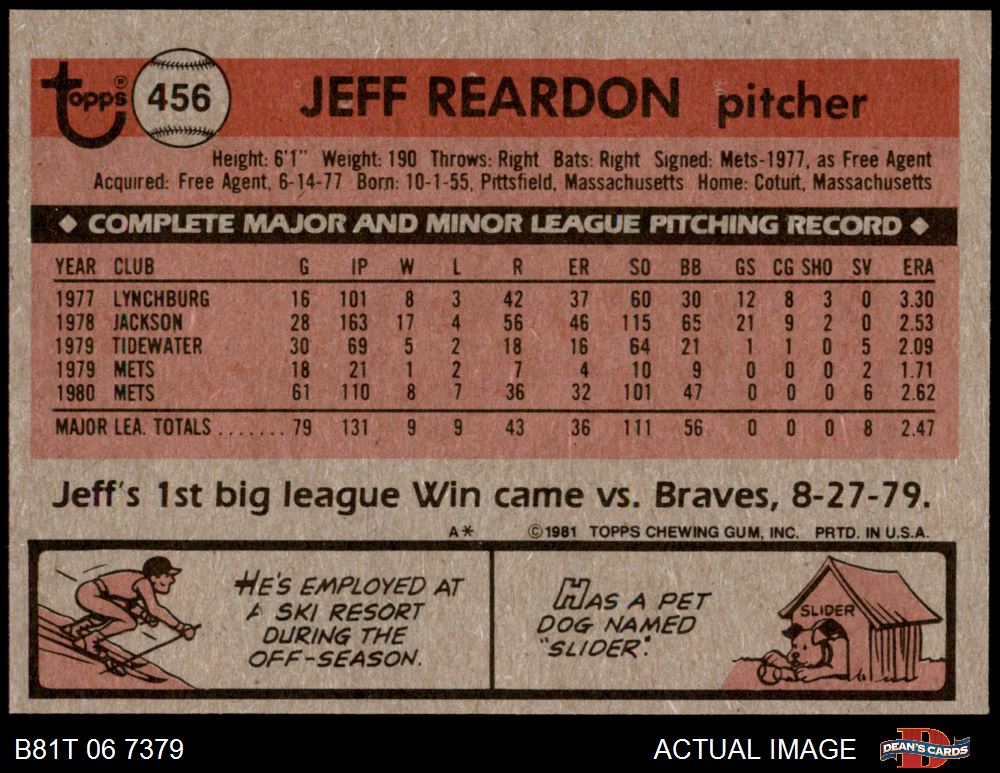 Topps® 456 JEFF REARDON pitcher
Height: 6'1" Weight: 190 Throws: Right Bats: Right Signed: Mets-1977, as Free Agent
Acquired: Free Agent, 6-14-77 Born: 10-1-55, Pittsfield, Massachusetts Home: Cotuit, Massachusetts
◆ COMPLETE MAJOR AND MINOR LEAGUE PITCHING RECORD ◆
YEAR CLUB G IP W L R ER SO BB GS CG SHO SV ERA
1977 LYNCHBURG 16 101 8 3 42 37 60 30 12 8 3 0 3.30
1978 JACKSON 28 163 17 4 56 46 115 65 21 9 2 0 2.53
1979 TIDEWATER 30 69 5 2 18 16 64 21 1 1 0 5 2.09
1979 METS 18 21 1 2 7 4 10 9 0 0 0 2 1.71
1980 METS 61 110 8 7 36 32 101 47 0 0 0 6 2.62
MAJOR LEA. TOTALS ....... 79 131 9 9 43 36 111 56 0 0 0 8 2.47
Jeff's 1st big league Win came vs. Braves, 8-27-79.
A* ©1981 TOPPS CHEWING GUM, INC. PRTD. IN U.S.A.
HE'S EMPLOYED AT
A SKI RESORT
DURING THE
OFF-SEASON.
HAS A PET
DOG NAMED
"SLIDER".
SLIDER
B81T 06 7379 ACTUAL IMAGE DEAN'S CARDS